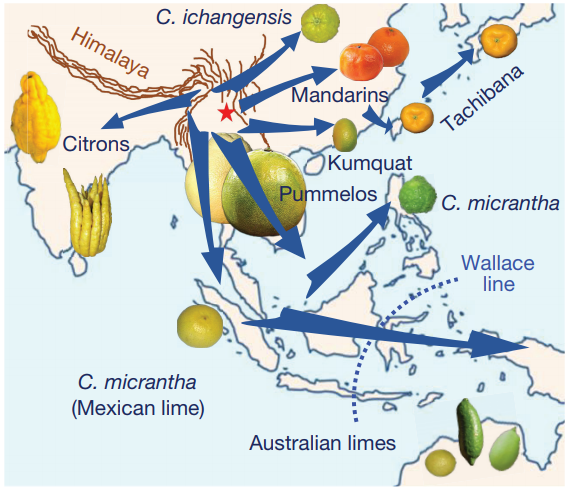 C. ichangensis
Himalaya
Mandarins
Tachibana
Citrons
Kumquat
Pummelos
C. micrantha
Wallace
line
C. micrantha
(Mexican lime)
Australian limes